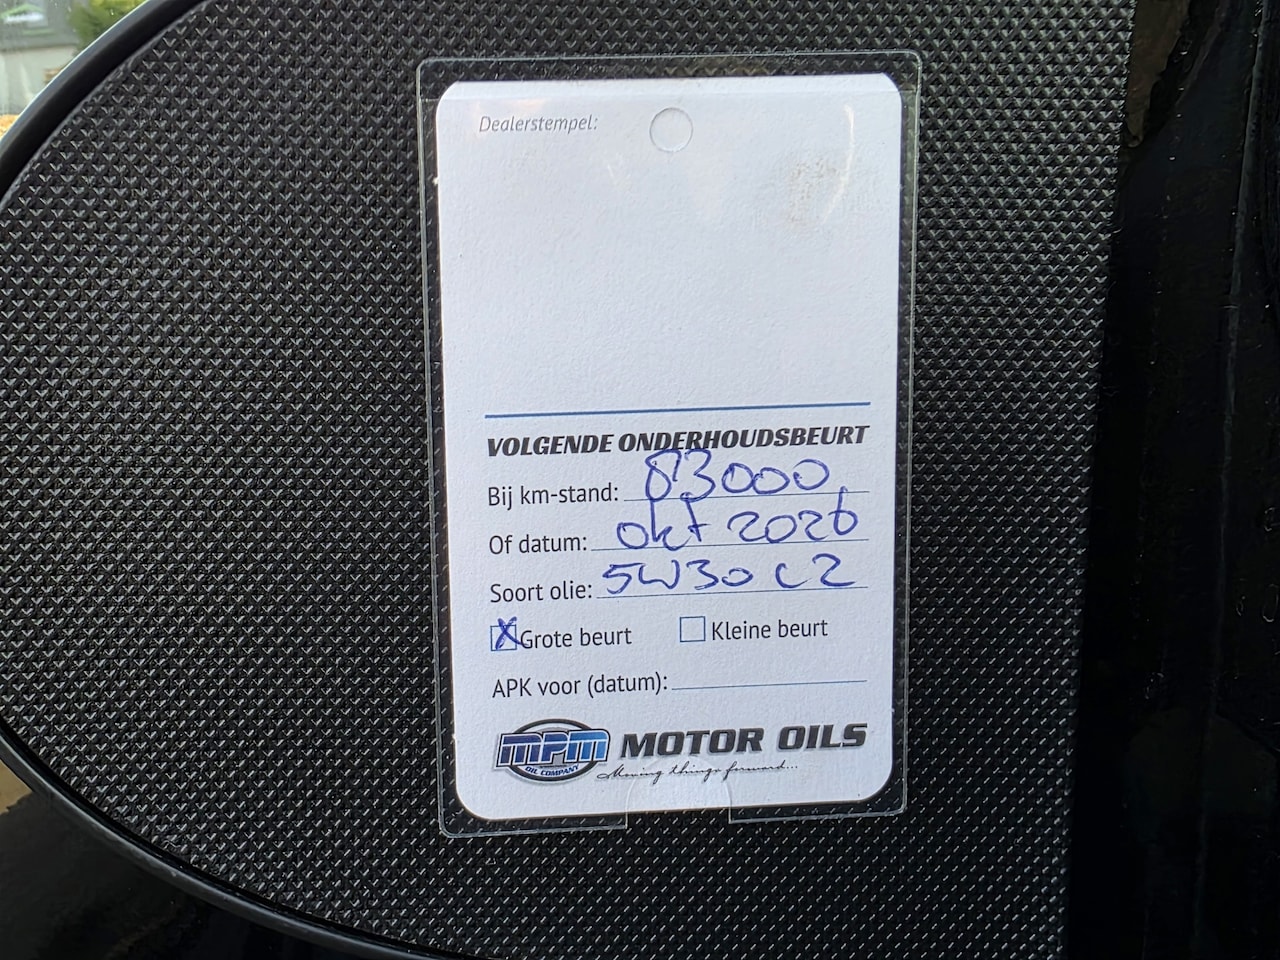 Dealerstempel:
VOLGENDE ONDERHOUDSBEURT
Bij km-stand: 83000
Of datum: okt 2026
Soort olie: 5W30 C2
X Grote beurt Kleine beurt
APK voor (datum):
mpm MOTOR OILS
OIL COMPANY Moving things forward...